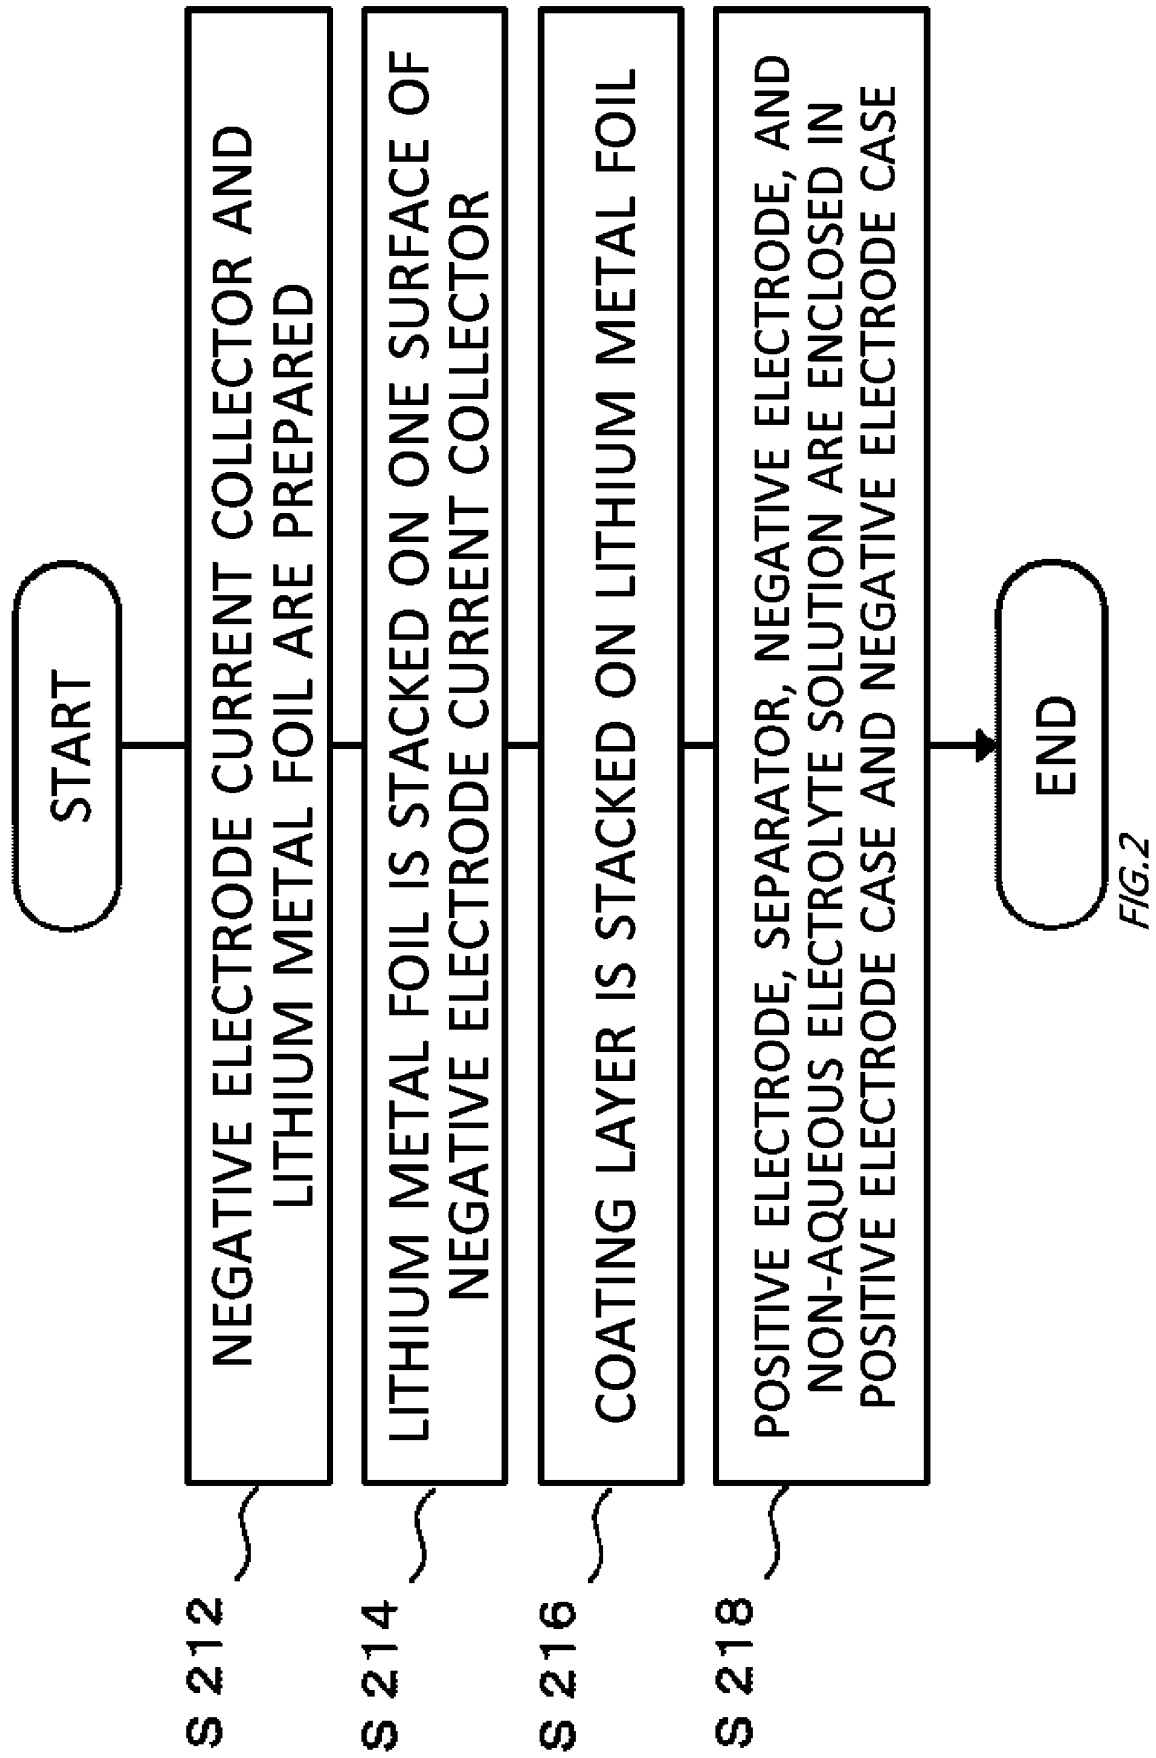 START
S 212
NEGATIVE ELECTRODE CURRENT COLLECTOR AND
LITHIUM METAL FOIL ARE PREPARED
S 214
LITHIUM METAL FOIL IS STACKED ON ONE SURFACE OF
NEGATIVE ELECTRODE CURRENT COLLECTOR
S 216
COATING LAYER IS STACKED ON LITHIUM METAL FOIL
S 218
POSITIVE ELECTRODE, SEPARATOR, NEGATIVE ELECTRODE, AND
NON-AQUEOUS ELECTROLYTE SOLUTION ARE ENCLOSED IN
POSITIVE ELECTRODE CASE AND NEGATIVE ELECTRODE CASE
END
FIG.2